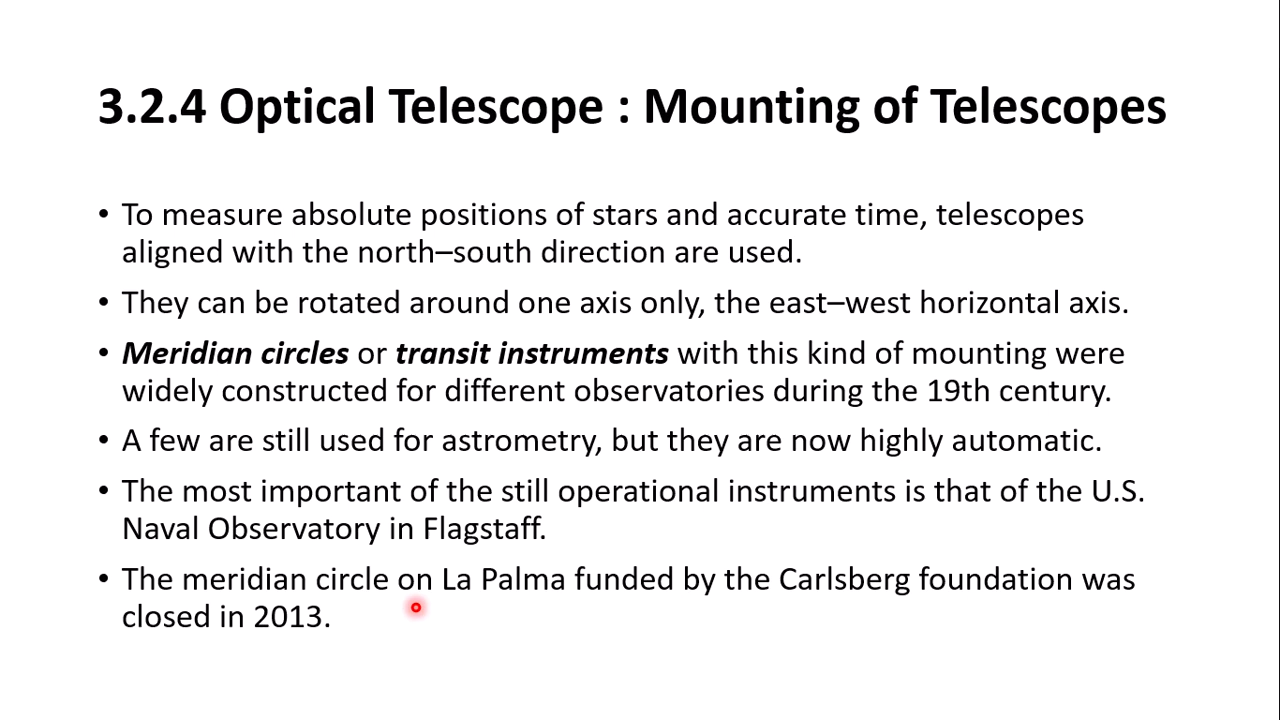 3.2.4 Optical Telescope : Mounting of Telescopes
• To measure absolute positions of stars and accurate time, telescopes
aligned with the north–south direction are used.
• They can be rotated around one axis only, the east–west horizontal axis.
• Meridian circles or transit instruments with this kind of mounting were
widely constructed for different observatories during the 19th century.
• A few are still used for astrometry, but they are now highly automatic.
• The most important of the still operational instruments is that of the U.S.
Naval Observatory in Flagstaff.
• The meridian circle on La Palma funded by the Carlsberg foundation was
closed in 2013.